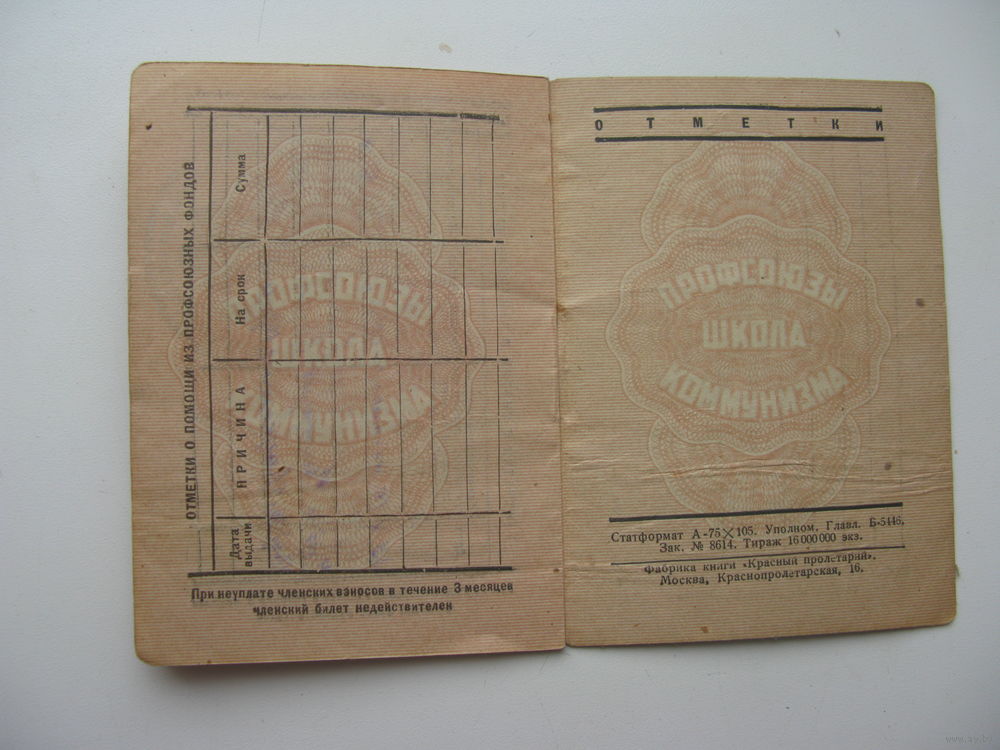 ОТМЕТКИ О ПОМОЩИ ИЗ ПРОФСОЮЗНЫХ ФОНДОВ
Дата выдачи
ПРИЧИНА
На срок
Сумма
ПРОФСОЮЗЫ
ШКОЛА
КОММУНИЗМА
При неуплате членских взносов в течение 3 месяцев
членский билет недействителен
ОТМЕТКИ
ПРОФСОЮЗЫ
ШКОЛА
КОММУНИЗМА
Статформат А-75×105. Уполном. Главл. Б-5446.
Зак. № 8614. Тираж 16 000 000 экз.
Фабрика книги «Красный пролетарий».
Москва, Краснопролетарская, 16.